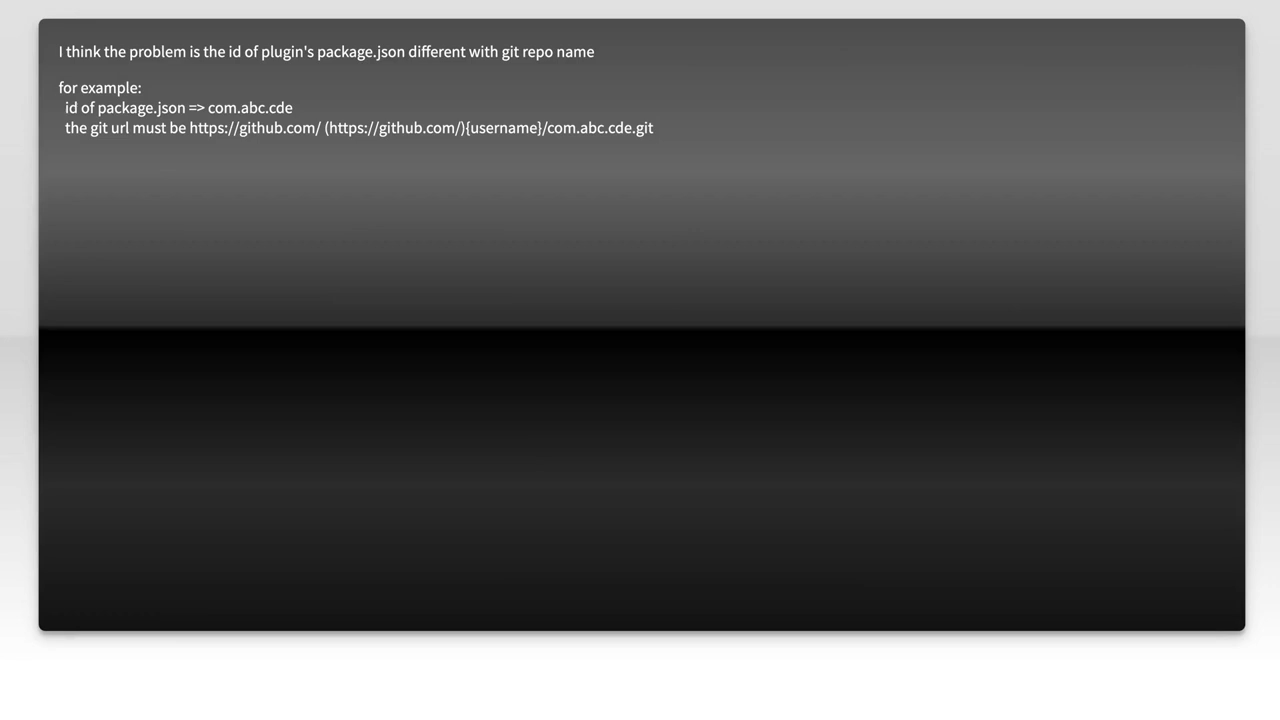 I think the problem is the id of plugin's package.json different with git repo name
for example:
id of package.json => com.abc.cde
the git url must be https://github.com/ (https://github.com/){username}/com.abc.cde.git